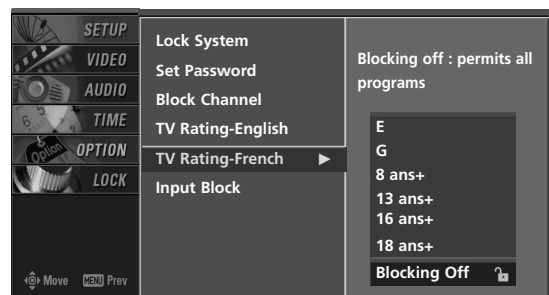 SETUP
VIDEO
AUDIO
TIME
OPTION
LOCK
Move MENU Prev
Lock System
Set Password
Block Channel
TV Rating-English
TV Rating-French ►
Input Block
Blocking off : permits all
programs
E
G
8 ans+
13 ans+
16 ans+
18 ans+
Blocking Off